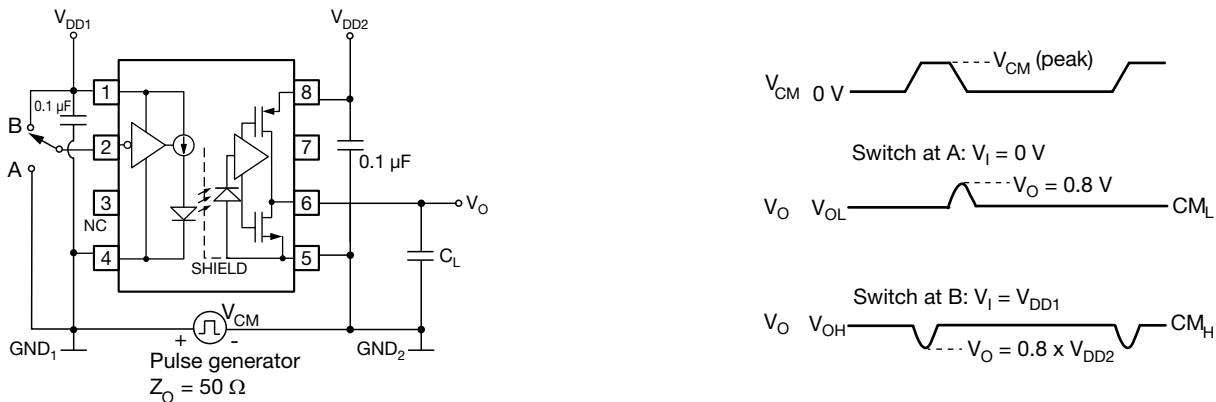 V_DD1
V_DD2
0.1 µF
B
A
1
2
3
NC
4
8
7
6
5
SHIELD
0.1 µF
V_O
C_L
V_CM
+ -
GND_1
GND_2
Pulse generator
Z_O = 50 Ω
V_CM (peak)
V_CM 0 V
Switch at A: V_I = 0 V
V_O = 0.8 V
V_O V_OL CM_L
Switch at B: V_I = V_DD1
V_O V_OH CM_H
V_O = 0.8 x V_DD2